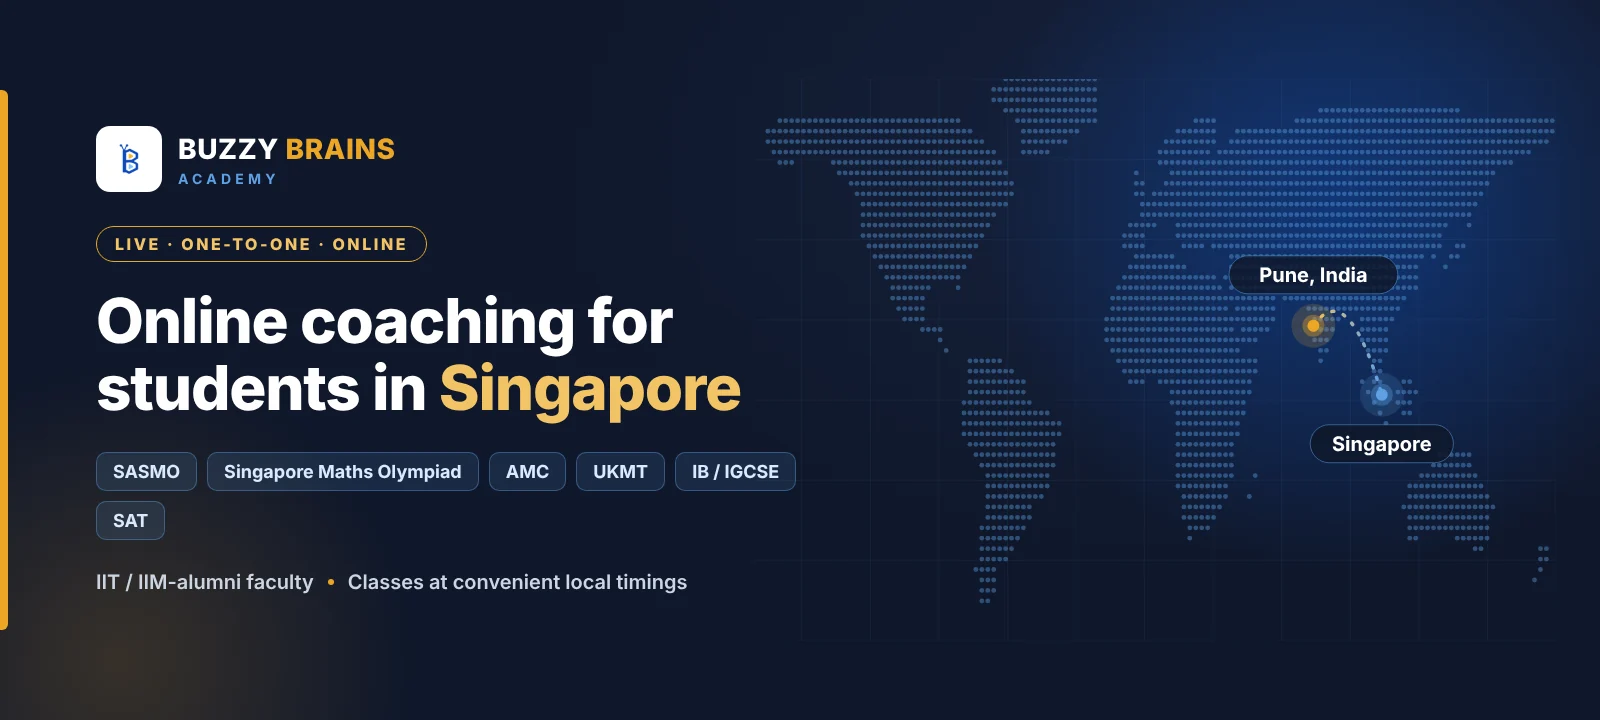 BUZZY BRAINS
ACADEMY
LIVE · ONE-TO-ONE · ONLINE
Online coaching for
students in Singapore
SASMO Singapore Maths Olympiad AMC UKMT IB / IGCSE
SAT
IIT / IIM-alumni faculty • Classes at convenient local timings
Pune, India
Singapore